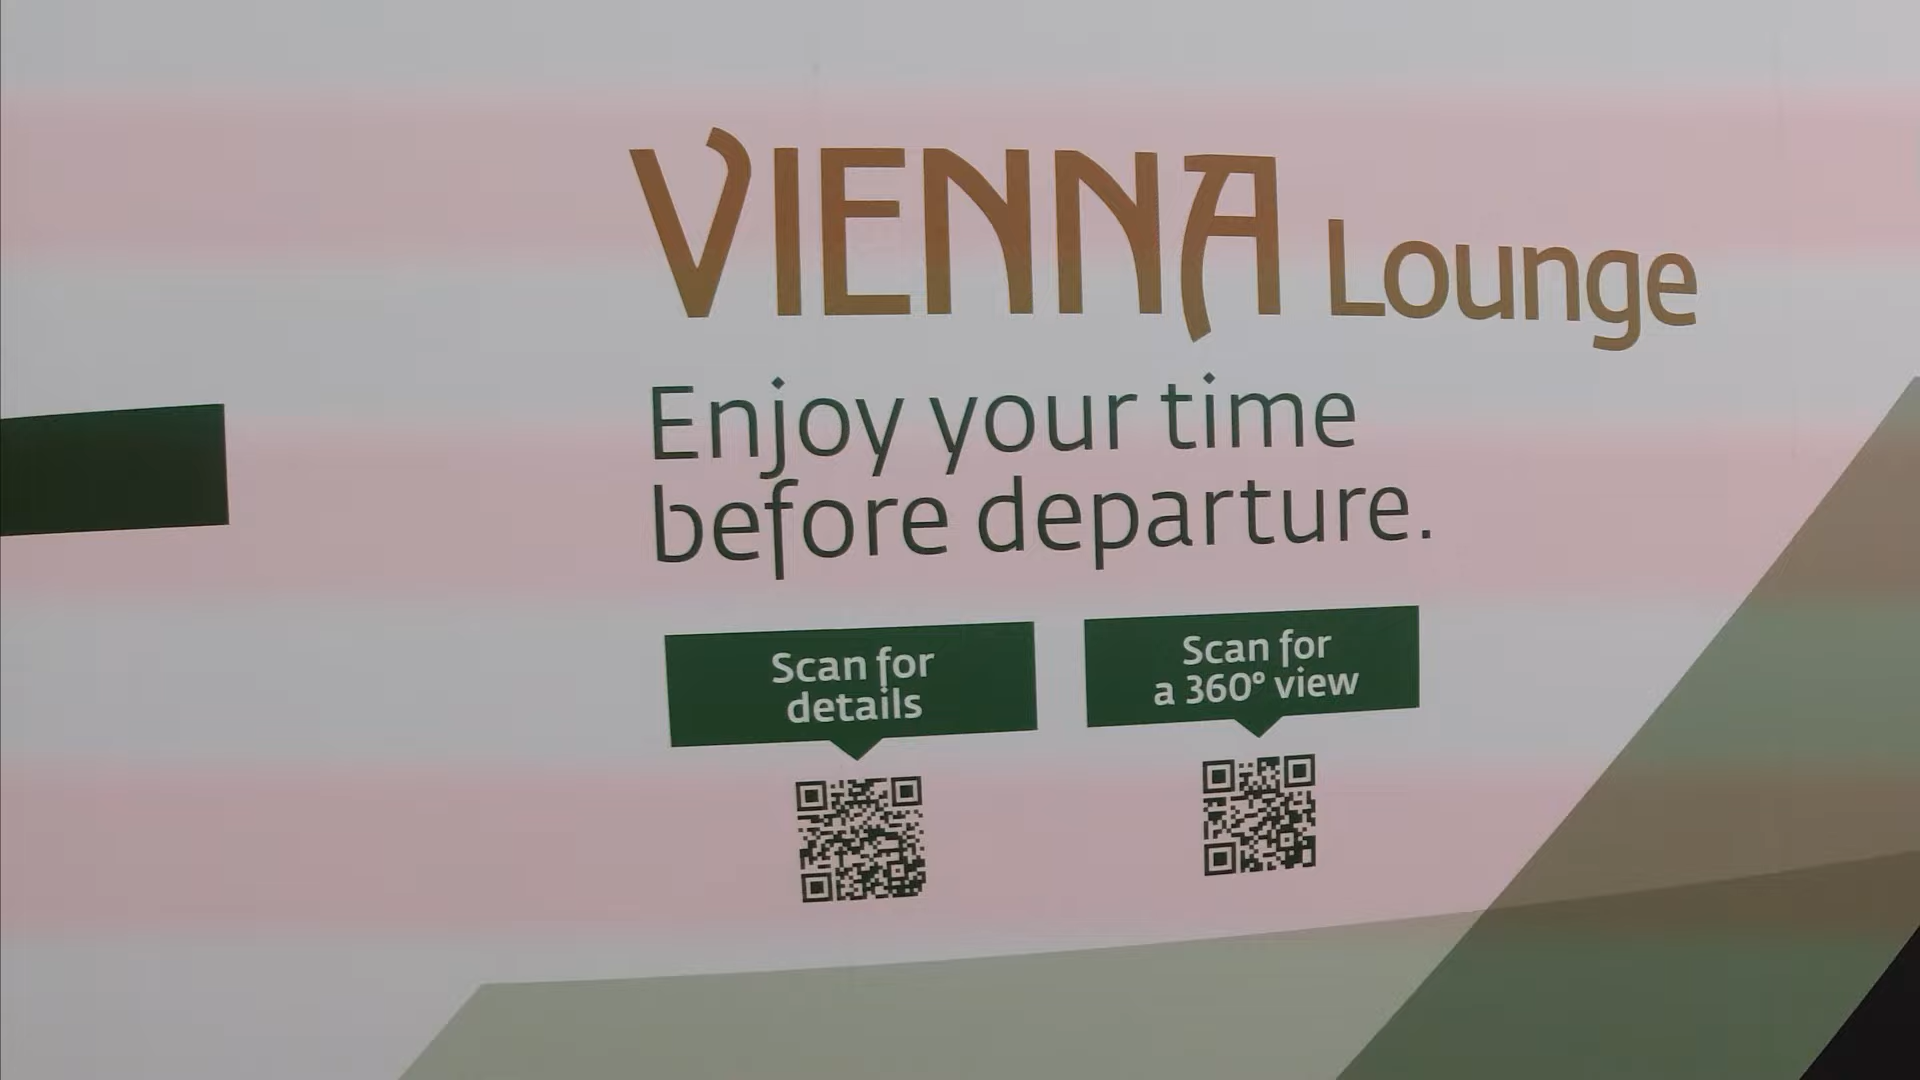 VIENNA Lounge
Enjoy your time
before departure.
Scan for
details
Scan for
a 360° view